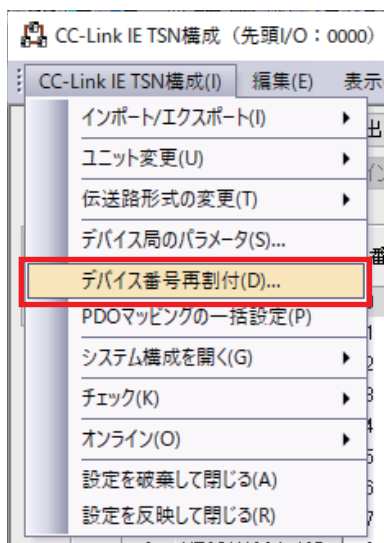 CC-Link IE TSN構成（先頭I/O：0000）
CC-Link IE TSN構成(I) 編集(E) 表示
インポート/エクスポート(I)
ユニット変更(U)
伝送路形式の変更(T)
デバイス局のパラメータ(S)...
デバイス番号再割付(D)...
PDOマッピングの一括設定(P)
システム構成を開く(G)
チェック(K)
オンライン(O)
設定を破棄して閉じる(A)
設定を反映して閉じる(R)